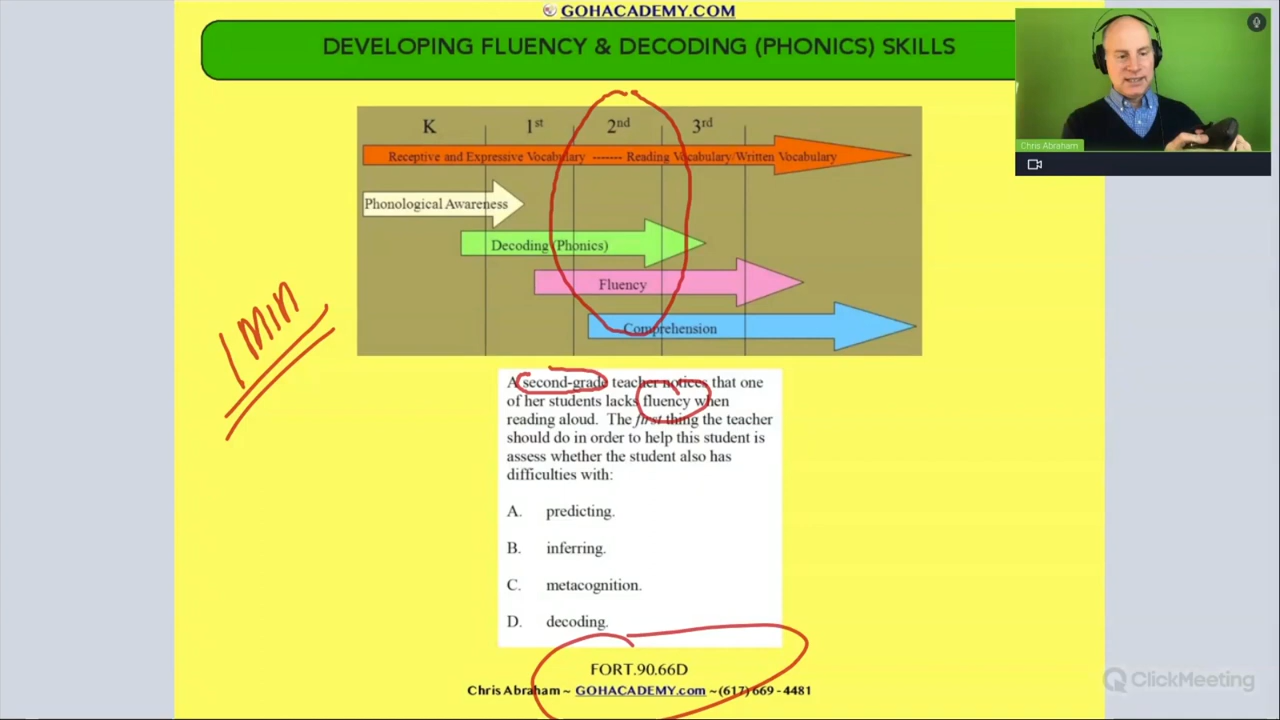 GOHACADEMY.COM
DEVELOPING FLUENCY & DECODING (PHONICS) SKILLS
Chris Abraham
K 1st 2nd 3rd
Receptive and Expressive Vocabulary ------- Reading Vocabulary/Written Vocabulary
Phonological Awareness
Decoding (Phonics)
Fluency
Comprehension
1 MIN
A second-grade teacher notices that one
of her students lacks fluency when
reading aloud. The first thing the teacher
should do in order to help this student is
assess whether the student also has
difficulties with:
A. predicting.
B. inferring.
C. metacognition.
D. decoding.
FORT.90.66D
Chris Abraham ~ GOHACADEMY.com ~(617) 669 - 4481
ClickMeeting